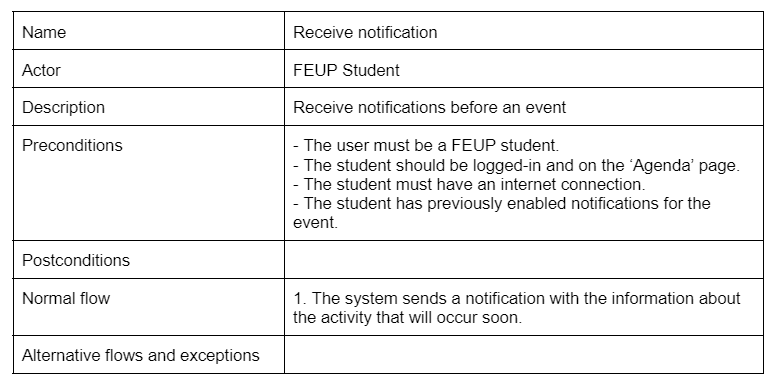 Name
Receive notification
Actor
FEUP Student
Description
Receive notifications before an event
Preconditions
- The user must be a FEUP student.
- The student should be logged-in and on the ‘Agenda’ page.
- The student must have an internet connection.
- The student has previously enabled notifications for the
event.
Postconditions
Normal flow
1. The system sends a notification with the information about
the activity that will occur soon.
Alternative flows and exceptions